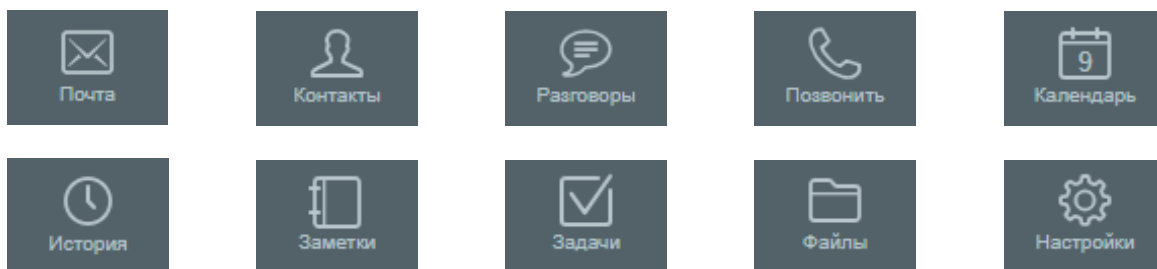 Почта
Контакты
Разговоры
Позвонить
9
Календарь
История
Заметки
Задачи
Файлы
Настройки